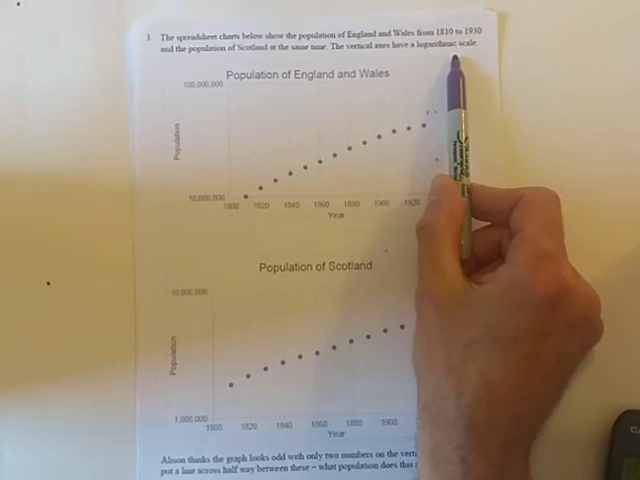 3. The spreadsheet charts below show the population of England and Wales from 1810 to 1930
and the population of Scotland at the same time. The vertical axes have a logarithmic scale.
Population of England and Wales
100,000,000
Population
10,000,000
1800 1820 1840 1860 1880 1900 1920
Year
Population of Scotland
10,000,000
Population
1,000,000
1800 1820 1840 1860 1880 1900
Year
Alison thanks the graph looks odd with only two numbers on the verti
put a line across half way between these – what population does this
Sharpie